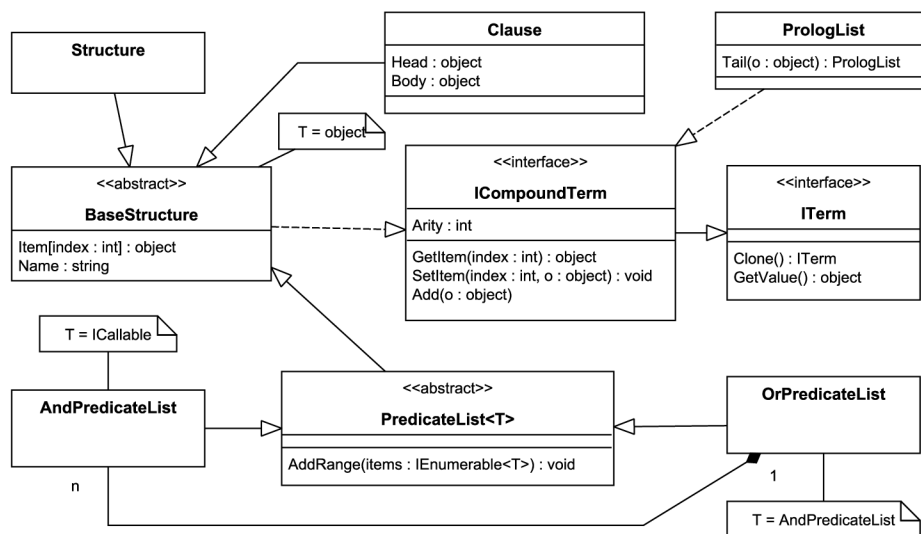 Structure
Clause
Head : object
Body : object
PrologList
Tail(o : object) : PrologList
T = object
<<abstract>>
BaseStructure
Item[index : int] : object
Name : string
<<interface>>
ICompoundTerm
Arity : int
GetItem(index : int) : object
SetItem(index : int, o : object) : void
Add(o : object)
<<interface>>
ITerm
Clone() : ITerm
GetValue() : object
T = ICallable
AndPredicateList
<<abstract>>
PredicateList<T>
AddRange(items : IEnumerable<T>) : void
OrPredicateList
n
1
T = AndPredicateList